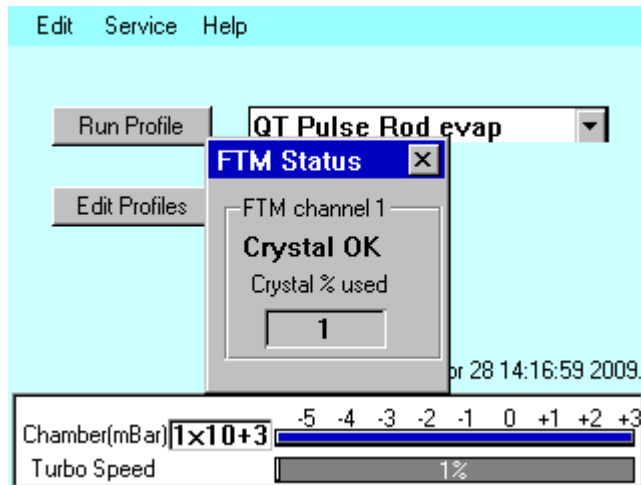 Edit Service Help
Run Profile
QT Pulse Rod evap
FTM Status
Edit Profiles
FTM channel 1
Crystal OK
Crystal % used
1
28 14:16:59 2009.
-5 -4 -3 -2 -1 0 +1 +2 +3
Chamber(mBar) 1x10+3
Turbo Speed
1%